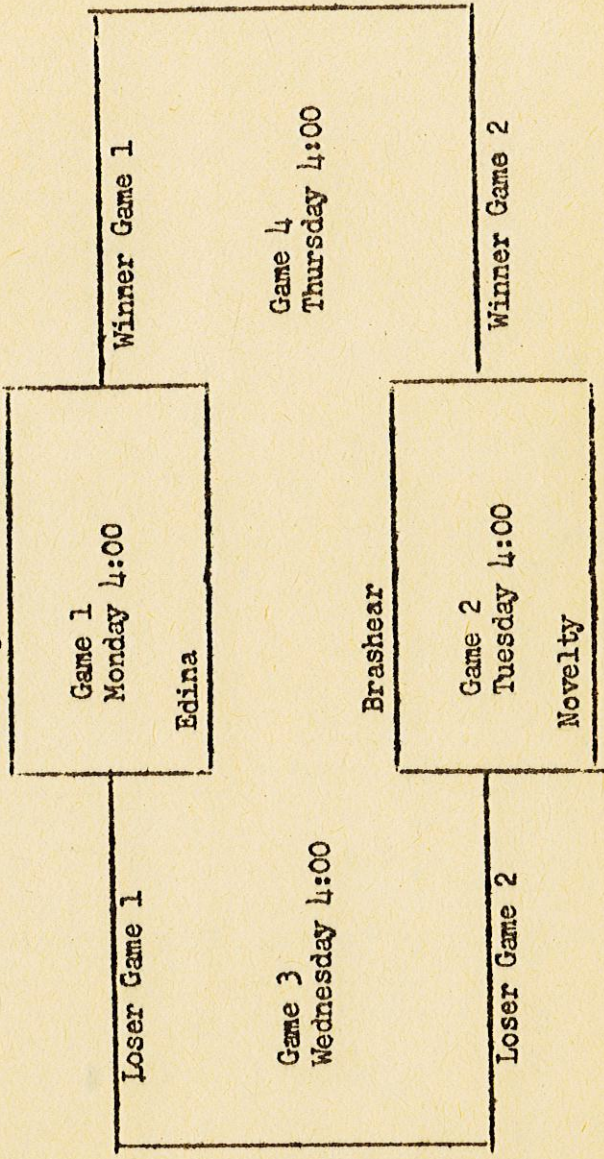 Game 1
Monday 4:00
Edina
Loser Game 1
Winner Game 1
Game 3
Wednesday 4:00
Game 4
Thursday 4:00
Brashear
Game 2
Tuesday 4:00
Novelty
Loser Game 2
Winner Game 2